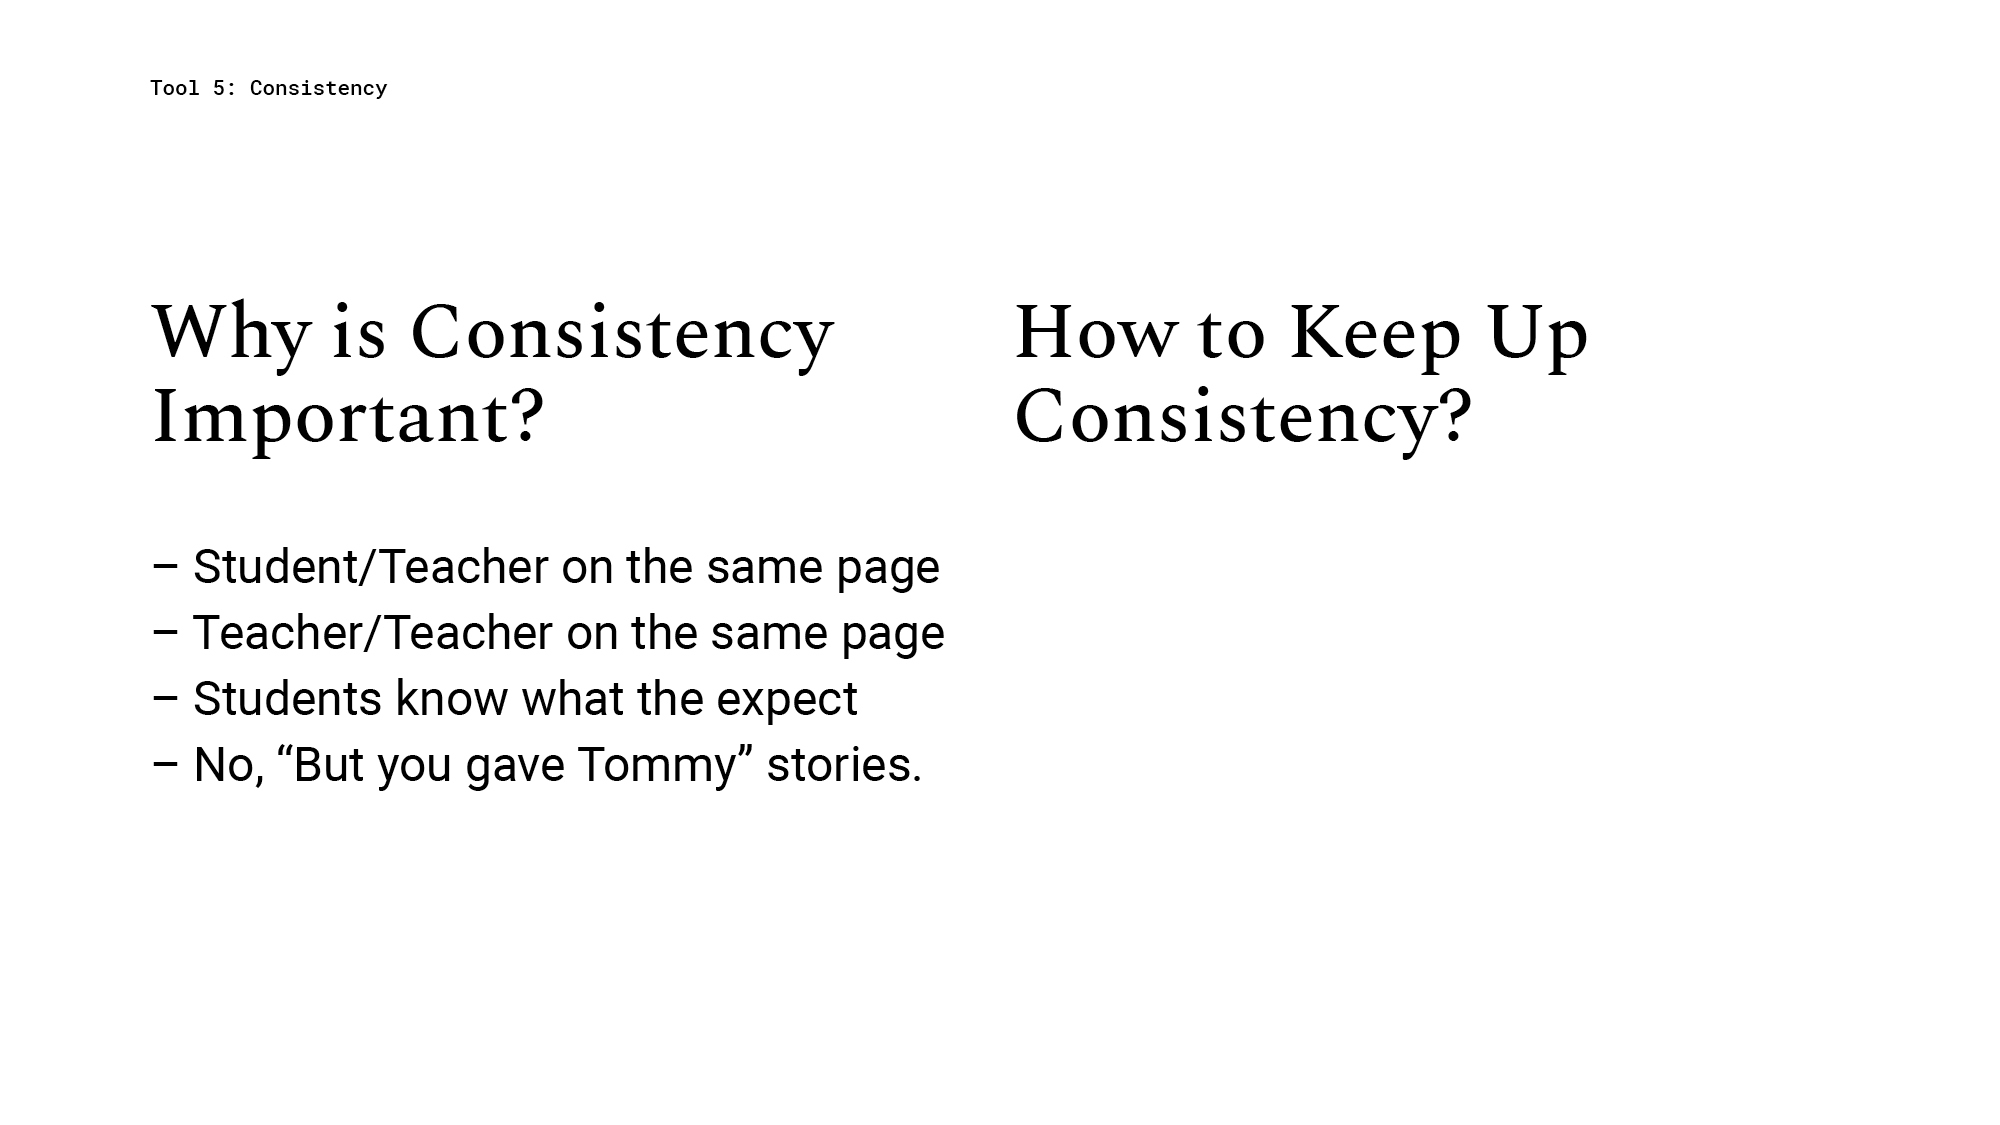 Tool 5: Consistency
Why is Consistency
Important?
– Student/Teacher on the same page
– Teacher/Teacher on the same page
– Students know what the expect
– No, “But you gave Tommy” stories.
How to Keep Up
Consistency?